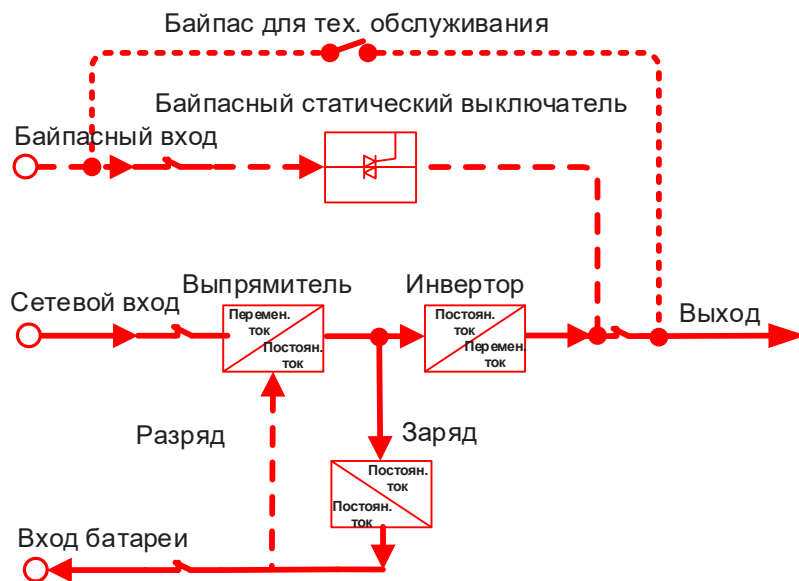 Байпас для тех. обслуживания
Байпасный статический выключатель
Байпасный вход
Выпрямитель
Инвертор
Сетевой вход
Выход
Перемен.
ток
Постоян.
ток
Постоян.
ток
Перемен.
ток
Разряд
Заряд
Постоян.
ток
Постоян.
ток
Вход батареи